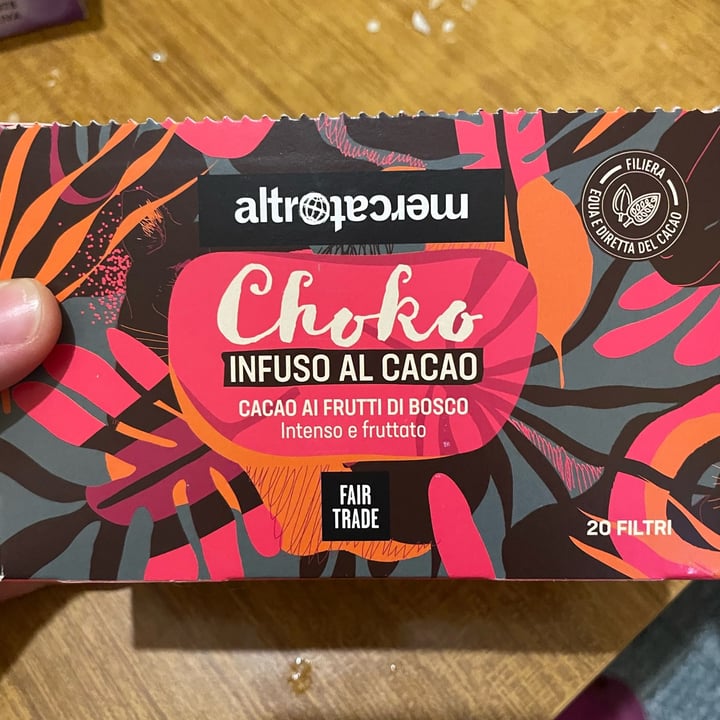 altromercato
FILIERA
EQUA E DIRETTA DEL CACAO
Choko
INFUSO AL CACAO
CACAO AI FRUTTI DI BOSCO
Intenso e fruttato
FAIR
TRADE
20 FILTRI